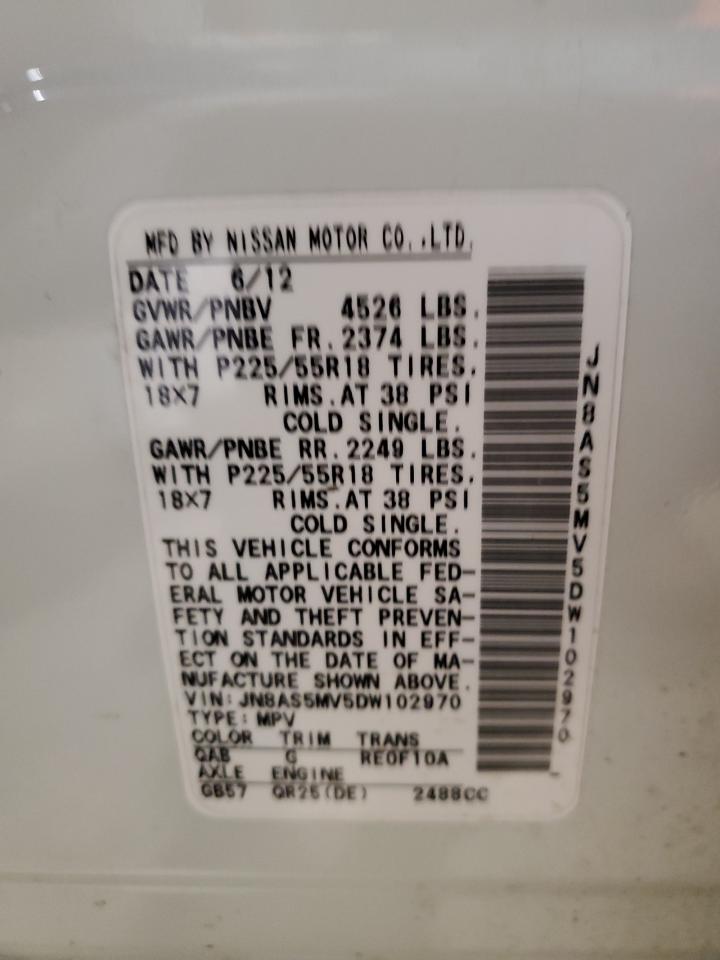 MFD BY NISSAN MOTOR CO.,LTD.
DATE 6/12
GVWR/PNBV 4526 LBS.
GAWR/PNBE FR. 2374 LBS.
WITH P225/55R18 TIRES.
18X7 RIMS. AT 38 PSI
COLD SINGLE.
GAWR/PNBE RR. 2249 LBS.
WITH P225/55R18 TIRES.
18X7 RIMS. AT 38 PSI
COLD SINGLE.
THIS VEHICLE CONFORMS
TO ALL APPLICABLE FED-
ERAL MOTOR VEHICLE SA-
FETY AND THEFT PREVEN-
TION STANDARDS IN EFF-
ECT ON THE DATE OF MA-
NUFACTURE SHOWN ABOVE.
VIN: JN8AS5MV5DW102970
TYPE: MPV
COLOR TRIM TRANS
QAB G RE0F10A
AXLE ENGINE
GB57 QR25(DE) 2488CC
JN8AS5MV5DW102970